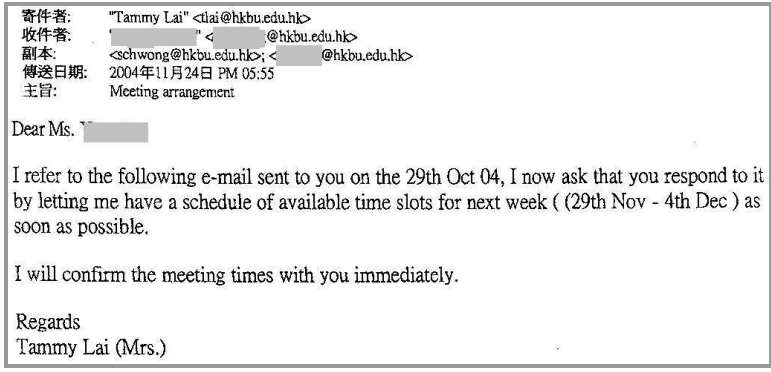 寄件者: "Tammy Lai" <tlai@hkbu.edu.hk>
收件者: ' " < @hkbu.edu.hk>
副本: <schwong@hkbu.edu.hk>; < @hkbu.edu.hk>
傳送日期: 2004年11月24日 PM 05:55
主旨: Meeting arrangement
Dear Ms.
I refer to the following e-mail sent to you on the 29th Oct 04, I now ask that you respond to it
by letting me have a schedule of available time slots for next week ( (29th Nov - 4th Dec ) as
soon as possible.
I will confirm the meeting times with you immediately.
Regards
Tammy Lai (Mrs.)